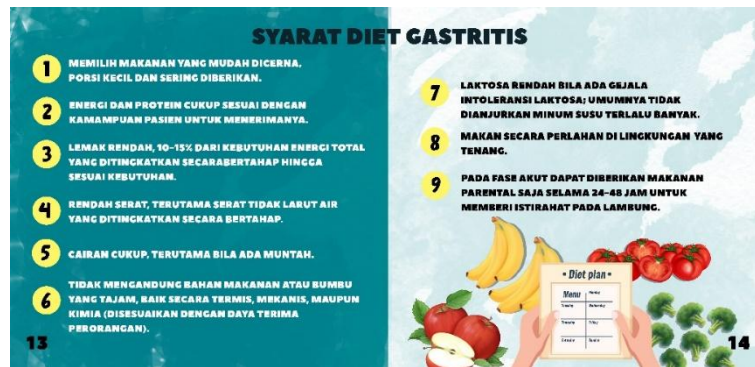 SYARAT DIET GASTRITIS
1
MEMILIH MAKANAN YANG MUDAH DICERNA,
PORSI KECIL DAN SERING DIBERIKAN.
2
ENERGI DAN PROTEIN CUKUP SESUAI DENGAN
KAMAMPUAN PASIEN UNTUK MENERIMANYA.
3
LEMAK RENDAH, 10-15% DARI KEBUTUHAN ENERGI TOTAL
YANG DITINGKATKAN SECARABERTAHAP HINGGA
SESUAI KEBUTUHAN.
4
RENDAH SERAT, TERUTAMA SERAT TIDAK LARUT AIR
YANG DITINGKATKAN SECARA BERTAHAP.
5
CAIRAN CUKUP, TERUTAMA BILA ADA MUNTAH.
6
TIDAK MENGANDUNG BAHAN MAKANAN ATAU BUMBU
YANG TAJAM, BAIK SECARA TERMIS, MEKANIS, MAUPUN
KIMIA (DISESUAIKAN DENGAN DAYA TERIMA
PERORANGAN).
13
7
LAKTOSA RENDAH BILA ADA GEJALA
INTOLERANSI LAKTOSA; UMUMNYA TIDAK
DIANJURKAN MINUM SUSU TERLALU BANYAK.
8
MAKAN SECARA PERLAHAN DI LINGKUNGAN YANG
TENANG.
9
PADA FASE AKUT DAPAT DIBERIKAN MAKANAN
PARENTAL SAJA SELAMA 24-48 JAM UNTUK
MEMBERI ISTIRAHAT PADA LAMBUNG.
• Diet plan •
Menu
14